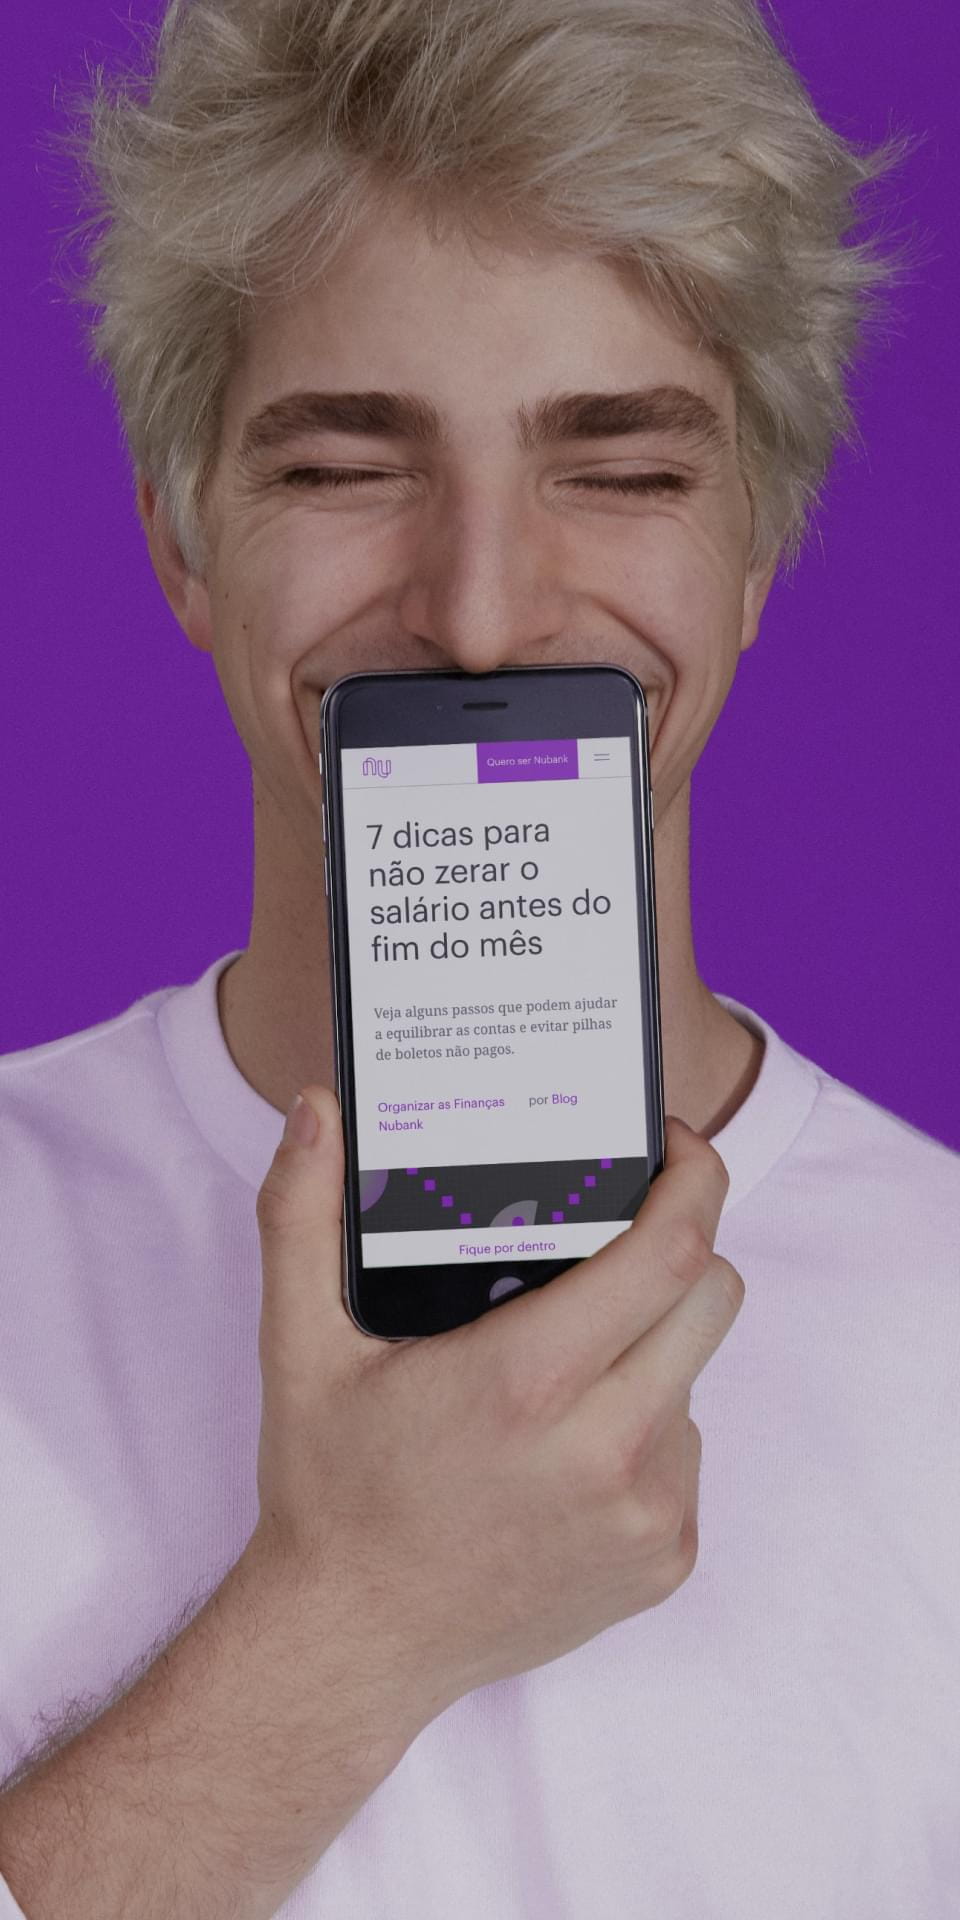 nu
Quero ser Nubank
7 dicas para
não zerar o
salário antes do
fim do mês
Veja alguns passos que podem ajudar
a equilibrar as contas e evitar pilhas
de boletos não pagos.
Organizar as Finanças por Blog
Nubank
Fique por dentro